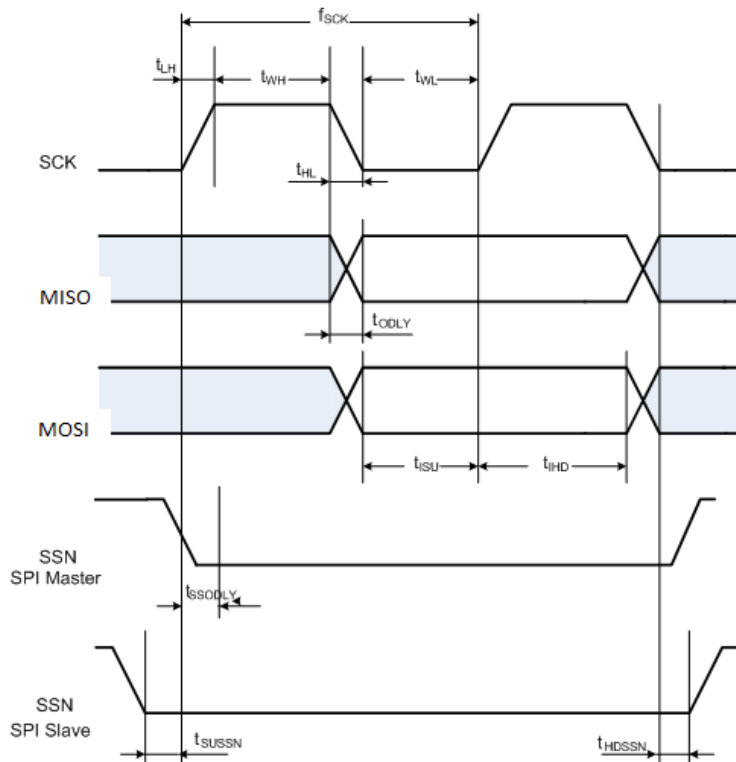 fSCK
tLH
tWH
tWL
SCK
tHL
MISO
tODLY
MOSI
tISU
tIHD
SSN
SPI Master
tSSODLY
SSN
SPI Slave
tSUSSN
tHDSSN